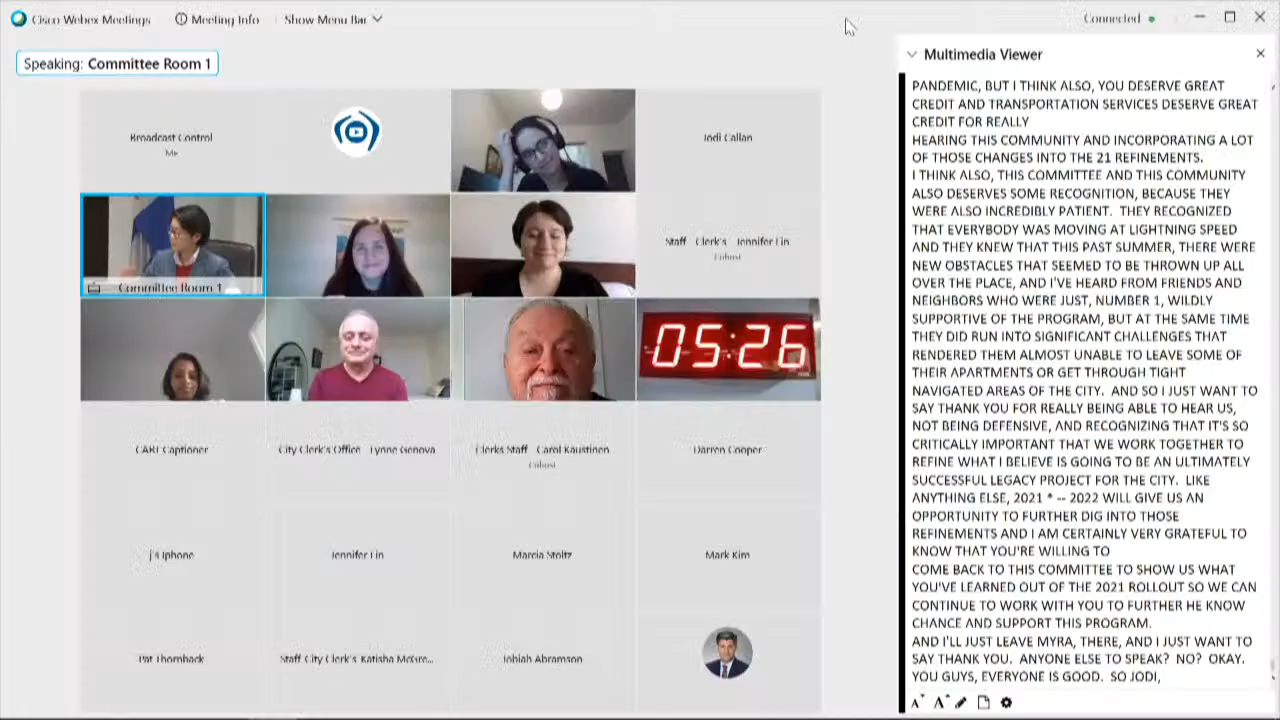 Cisco Webex Meetings
Meeting Info
Show Menu Bar
Connected
Speaking: Committee Room 1
Multimedia Viewer
Broadcast Control
Me
Jodi Callan
Committee Room 1
Staff Clerk's Jennifer Lin
Cohost
05:26
CART Captioner
City Clerk's Office Lynne Genova
Clerks Staff Carol Kaustinen
Cohost
Darren Cooper
j's Iphone
Jennifer Lin
Marcia Stoltz
Mark Kim
Pat Thornback
Staff City Clerk's Katisha McGre...
Jobiah Abramson
PANDEMIC, BUT I THINK ALSO, YOU DESERVE GREAT
CREDIT AND TRANSPORTATION SERVICES DESERVE GREAT
CREDIT FOR REALLY
HEARING THIS COMMUNITY AND INCORPORATING A LOT
OF THOSE CHANGES INTO THE 21 REFINEMENTS.
I THINK ALSO, THIS COMMITTEE AND THIS COMMUNITY
ALSO DESERVES SOME RECOGNITION, BECAUSE THEY
WERE ALSO INCREDIBLY PATIENT. THEY RECOGNIZED
THAT EVERYBODY WAS MOVING AT LIGHTNING SPEED
AND THEY KNEW THAT THIS PAST SUMMER, THERE WERE
NEW OBSTACLES THAT SEEMED TO BE THROWN UP ALL
OVER THE PLACE, AND I'VE HEARD FROM FRIENDS AND
NEIGHBORS WHO WERE JUST, NUMBER 1, WILDLY
SUPPORTIVE OF THE PROGRAM, BUT AT THE SAME TIME
THEY DID RUN INTO SIGNIFICANT CHALLENGES THAT
RENDERED THEM ALMOST UNABLE TO LEAVE SOME OF
THEIR APARTMENTS OR GET THROUGH TIGHT
NAVIGATED AREAS OF THE CITY. AND SO I JUST WANT TO
SAY THANK YOU FOR REALLY BEING ABLE TO HEAR US,
NOT BEING DEFENSIVE, AND RECOGNIZING THAT IT'S SO
CRITICALLY IMPORTANT THAT WE WORK TOGETHER TO
REFINE WHAT I BELIEVE IS GOING TO BE AN ULTIMATELY
SUCCESSFUL LEGACY PROJECT FOR THE CITY. LIKE
ANYTHING ELSE, 2021 * -- 2022 WILL GIVE US AN
OPPORTUNITY TO FURTHER DIG INTO THOSE
REFINEMENTS AND I AM CERTAINLY VERY GRATEFUL TO
KNOW THAT YOU'RE WILLING TO
COME BACK TO THIS COMMITTEE TO SHOW US WHAT
YOU'VE LEARNED OUT OF THE 2021 ROLLOUT SO WE CAN
CONTINUE TO WORK WITH YOU TO FURTHER HE KNOW
CHANCE AND SUPPORT THIS PROGRAM.
AND I'LL JUST LEAVE MYRA, THERE, AND I JUST WANT TO
SAY THANK YOU. ANYONE ELSE TO SPEAK? NO? OKAY.
YOU GUYS, EVERYONE IS GOOD. SO JODI,